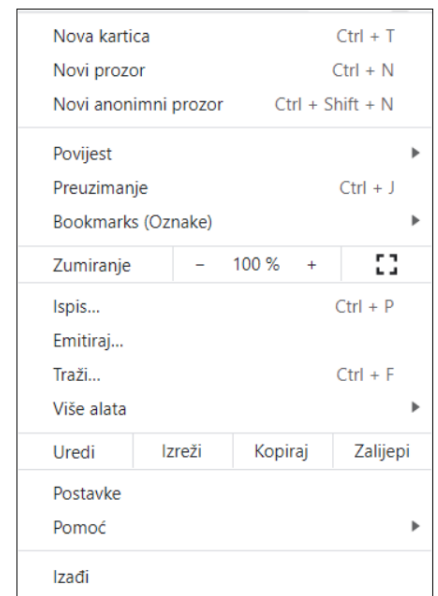 Nova kartica Ctrl + T
Novi prozor Ctrl + N
Novi anonimni prozor Ctrl + Shift + N
Povijest
Preuzimanje Ctrl + J
Bookmarks (Oznake)
Zumiranje − 100 % +
Ispis... Ctrl + P
Emitiraj...
Traži... Ctrl + F
Više alata
Uredi Izreži Kopiraj Zalijepi
Postavke
Pomoć
Izađi